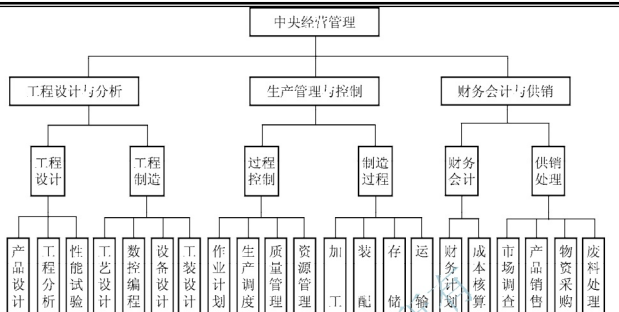 中央经营管理
工程设计与分析
生产管理与控制
财务会计与供销
工程设计
工程制造
过程控制
制造过程
财务会计
供销处理
产品设计
工程分析
性能试验
工艺设计
数控编程
设备设计
工装设计
作业计划
生产调度
质量管理
资源管理
加工
装配
存储
运输
财务计划
成本核算
市场调查
产品销售
物资采购
废料处理